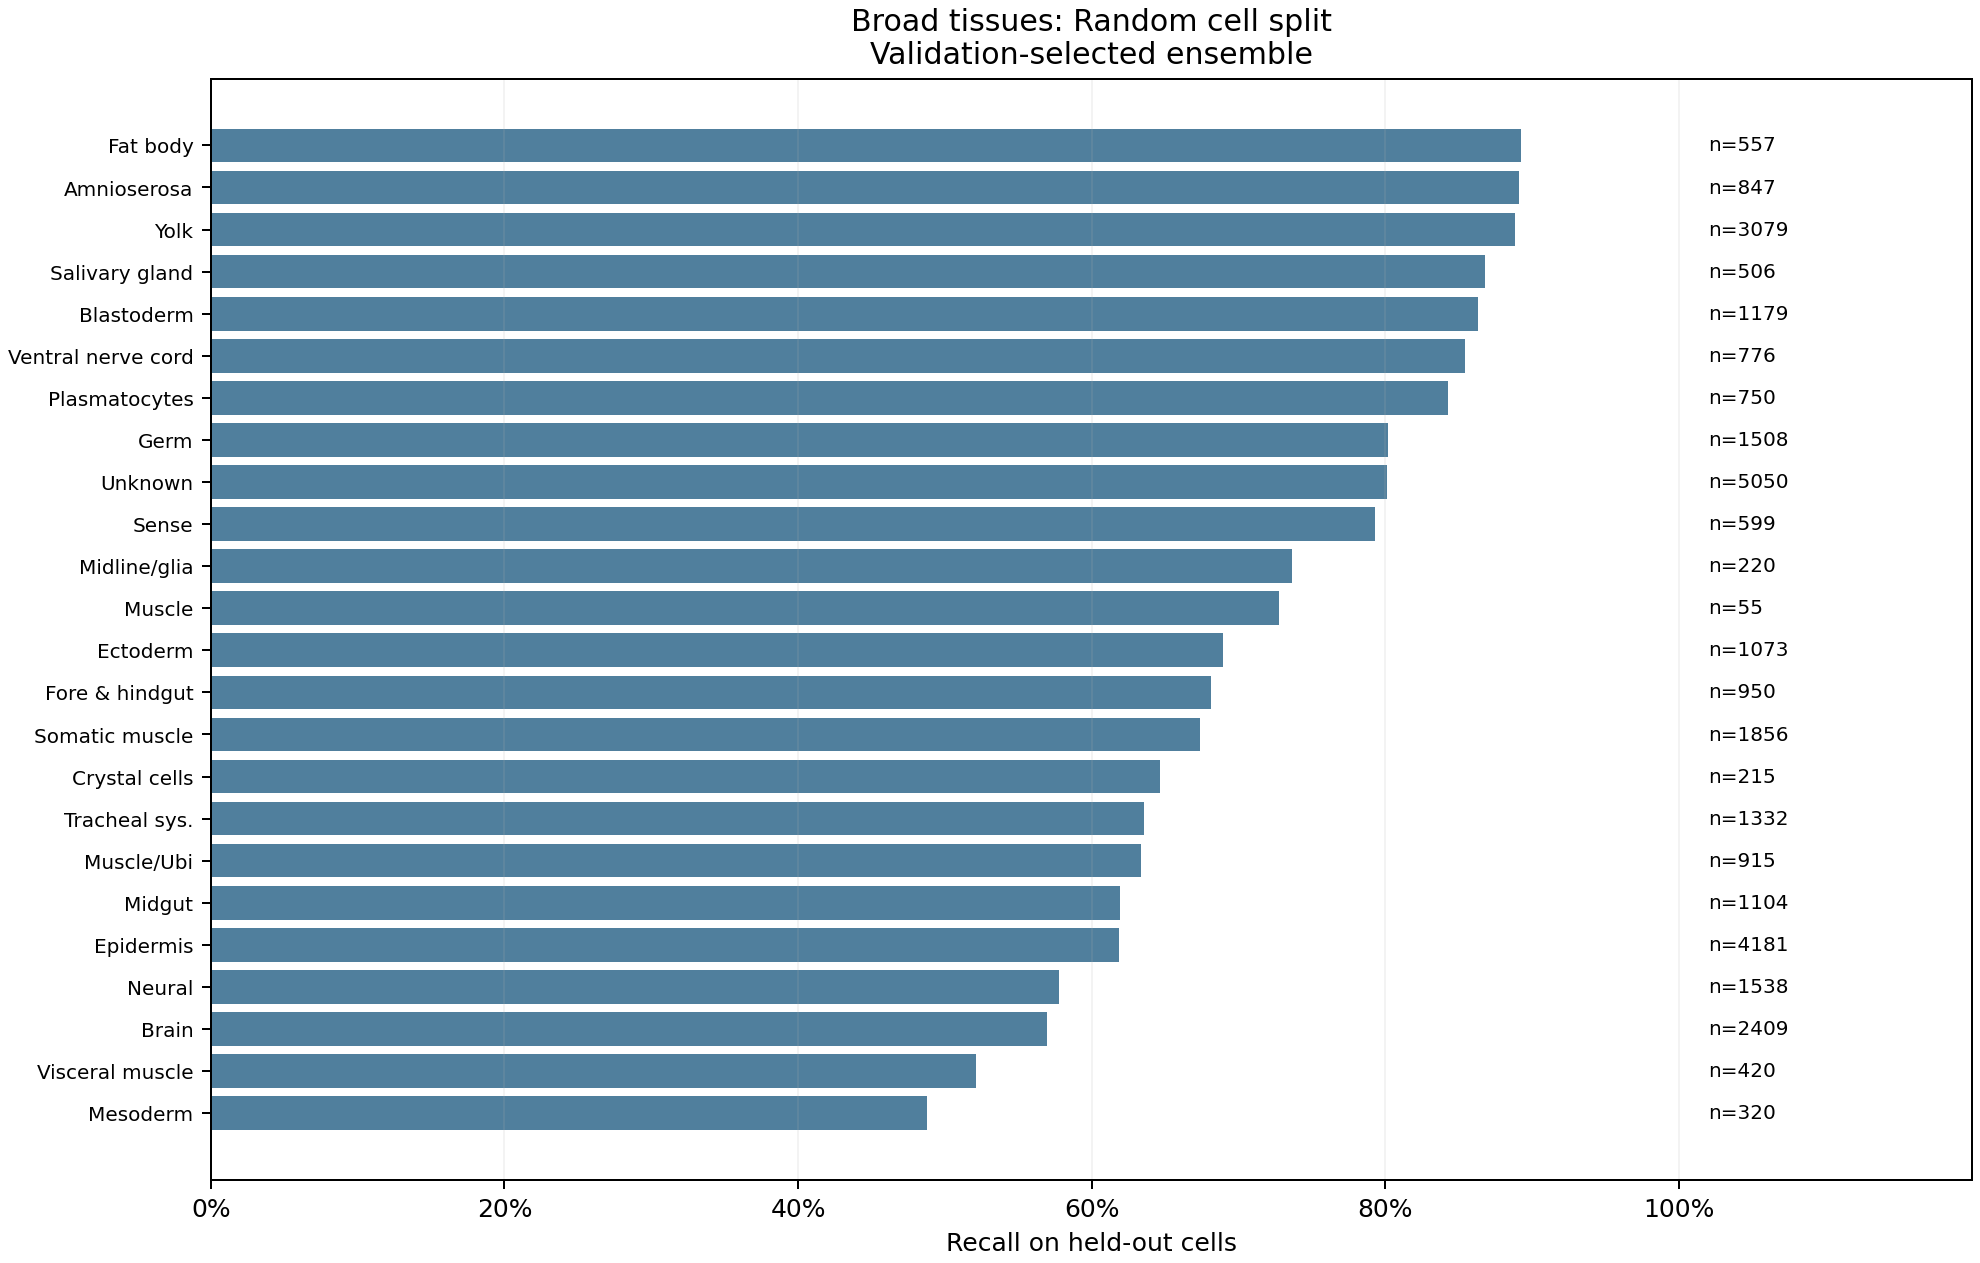 Broad tissues: Random cell split
Validation-selected ensemble
Fat body n=557
Amnioserosa n=847
Yolk n=3079
Salivary gland n=506
Blastoderm n=1179
Ventral nerve cord n=776
Plasmatocytes n=750
Germ n=1508
Unknown n=5050
Sense n=599
Midline/glia n=220
Muscle n=55
Ectoderm n=1073
Fore & hindgut n=950
Somatic muscle n=1856
Crystal cells n=215
Tracheal sys. n=1332
Muscle/Ubi n=915
Midgut n=1104
Epidermis n=4181
Neural n=1538
Brain n=2409
Visceral muscle n=420
Mesoderm n=320
0% 20% 40% 60% 80% 100%
Recall on held-out cells